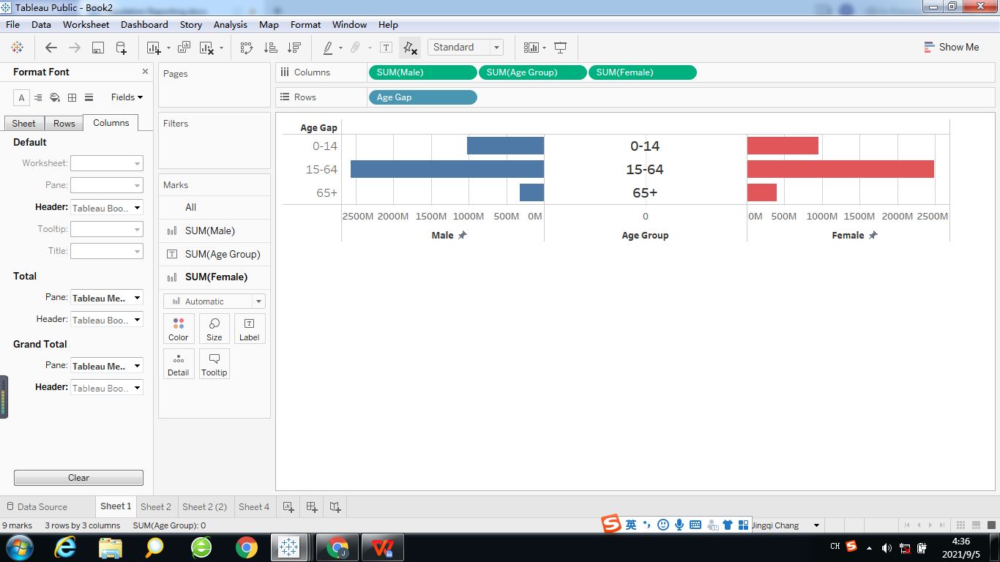 Tableau Public - Book2
File Data Worksheet Dashboard Story Analysis Map Format Window Help
Standard
Show Me
Format Font
Fields
Sheet Rows Columns
Default
Worksheet:
Pane:
Header: Tableau Boo..
Tooltip:
Title:
Total
Pane: Tableau Me..
Header: Tableau Boo..
Grand Total
Pane: Tableau Me..
Header: Tableau Boo..
Clear
Pages
Filters
Marks
All
SUM(Male)
SUM(Age Group)
SUM(Female)
Automatic
Color Size Label
Detail Tooltip
Columns SUM(Male) SUM(Age Group) SUM(Female)
Rows Age Gap
Age Gap
0-14 0-14
15-64 15-64
65+ 65+
2500M 2000M 1500M 1000M 500M 0M 0 0M 500M 1000M 1500M 2000M 2500M
Male Age Group Female
Data Source Sheet 1 Sheet 2 Sheet 2 (2) Sheet 4
9 marks 3 rows by 3 columns SUM(Age Group): 0
英
Jingqi Chang
CH
4:36
2021/9/5